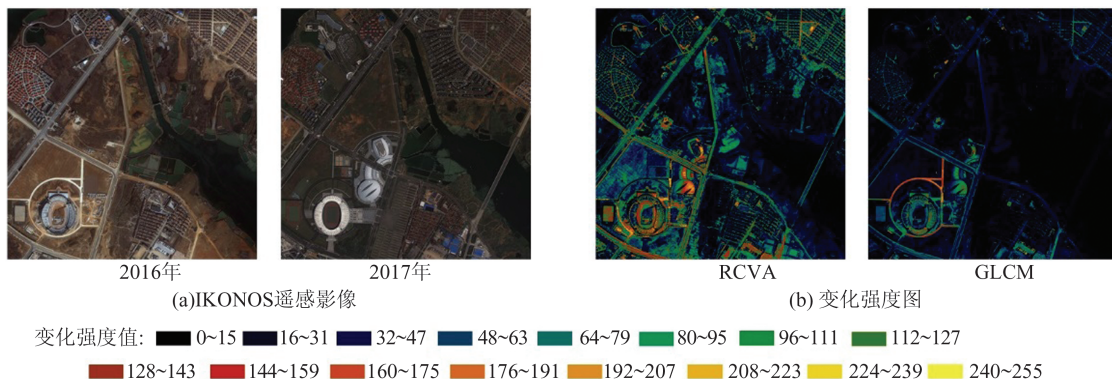 2016年 2017年 RCVA GLCM
(a)IKONOS遥感影像 (b) 变化强度图
变化强度值: 0~15 16~31 32~47 48~63 64~79 80~95 96~111 112~127
128~143 144~159 160~175 176~191 192~207 208~223 224~239 240~255